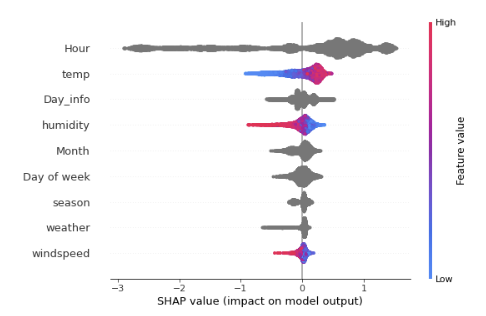 High
Hour
temp
Day_info
humidity
Month
Day of week
season
weather
windspeed
Feature value
Low
−3 −2 −1 0 1
SHAP value (impact on model output)